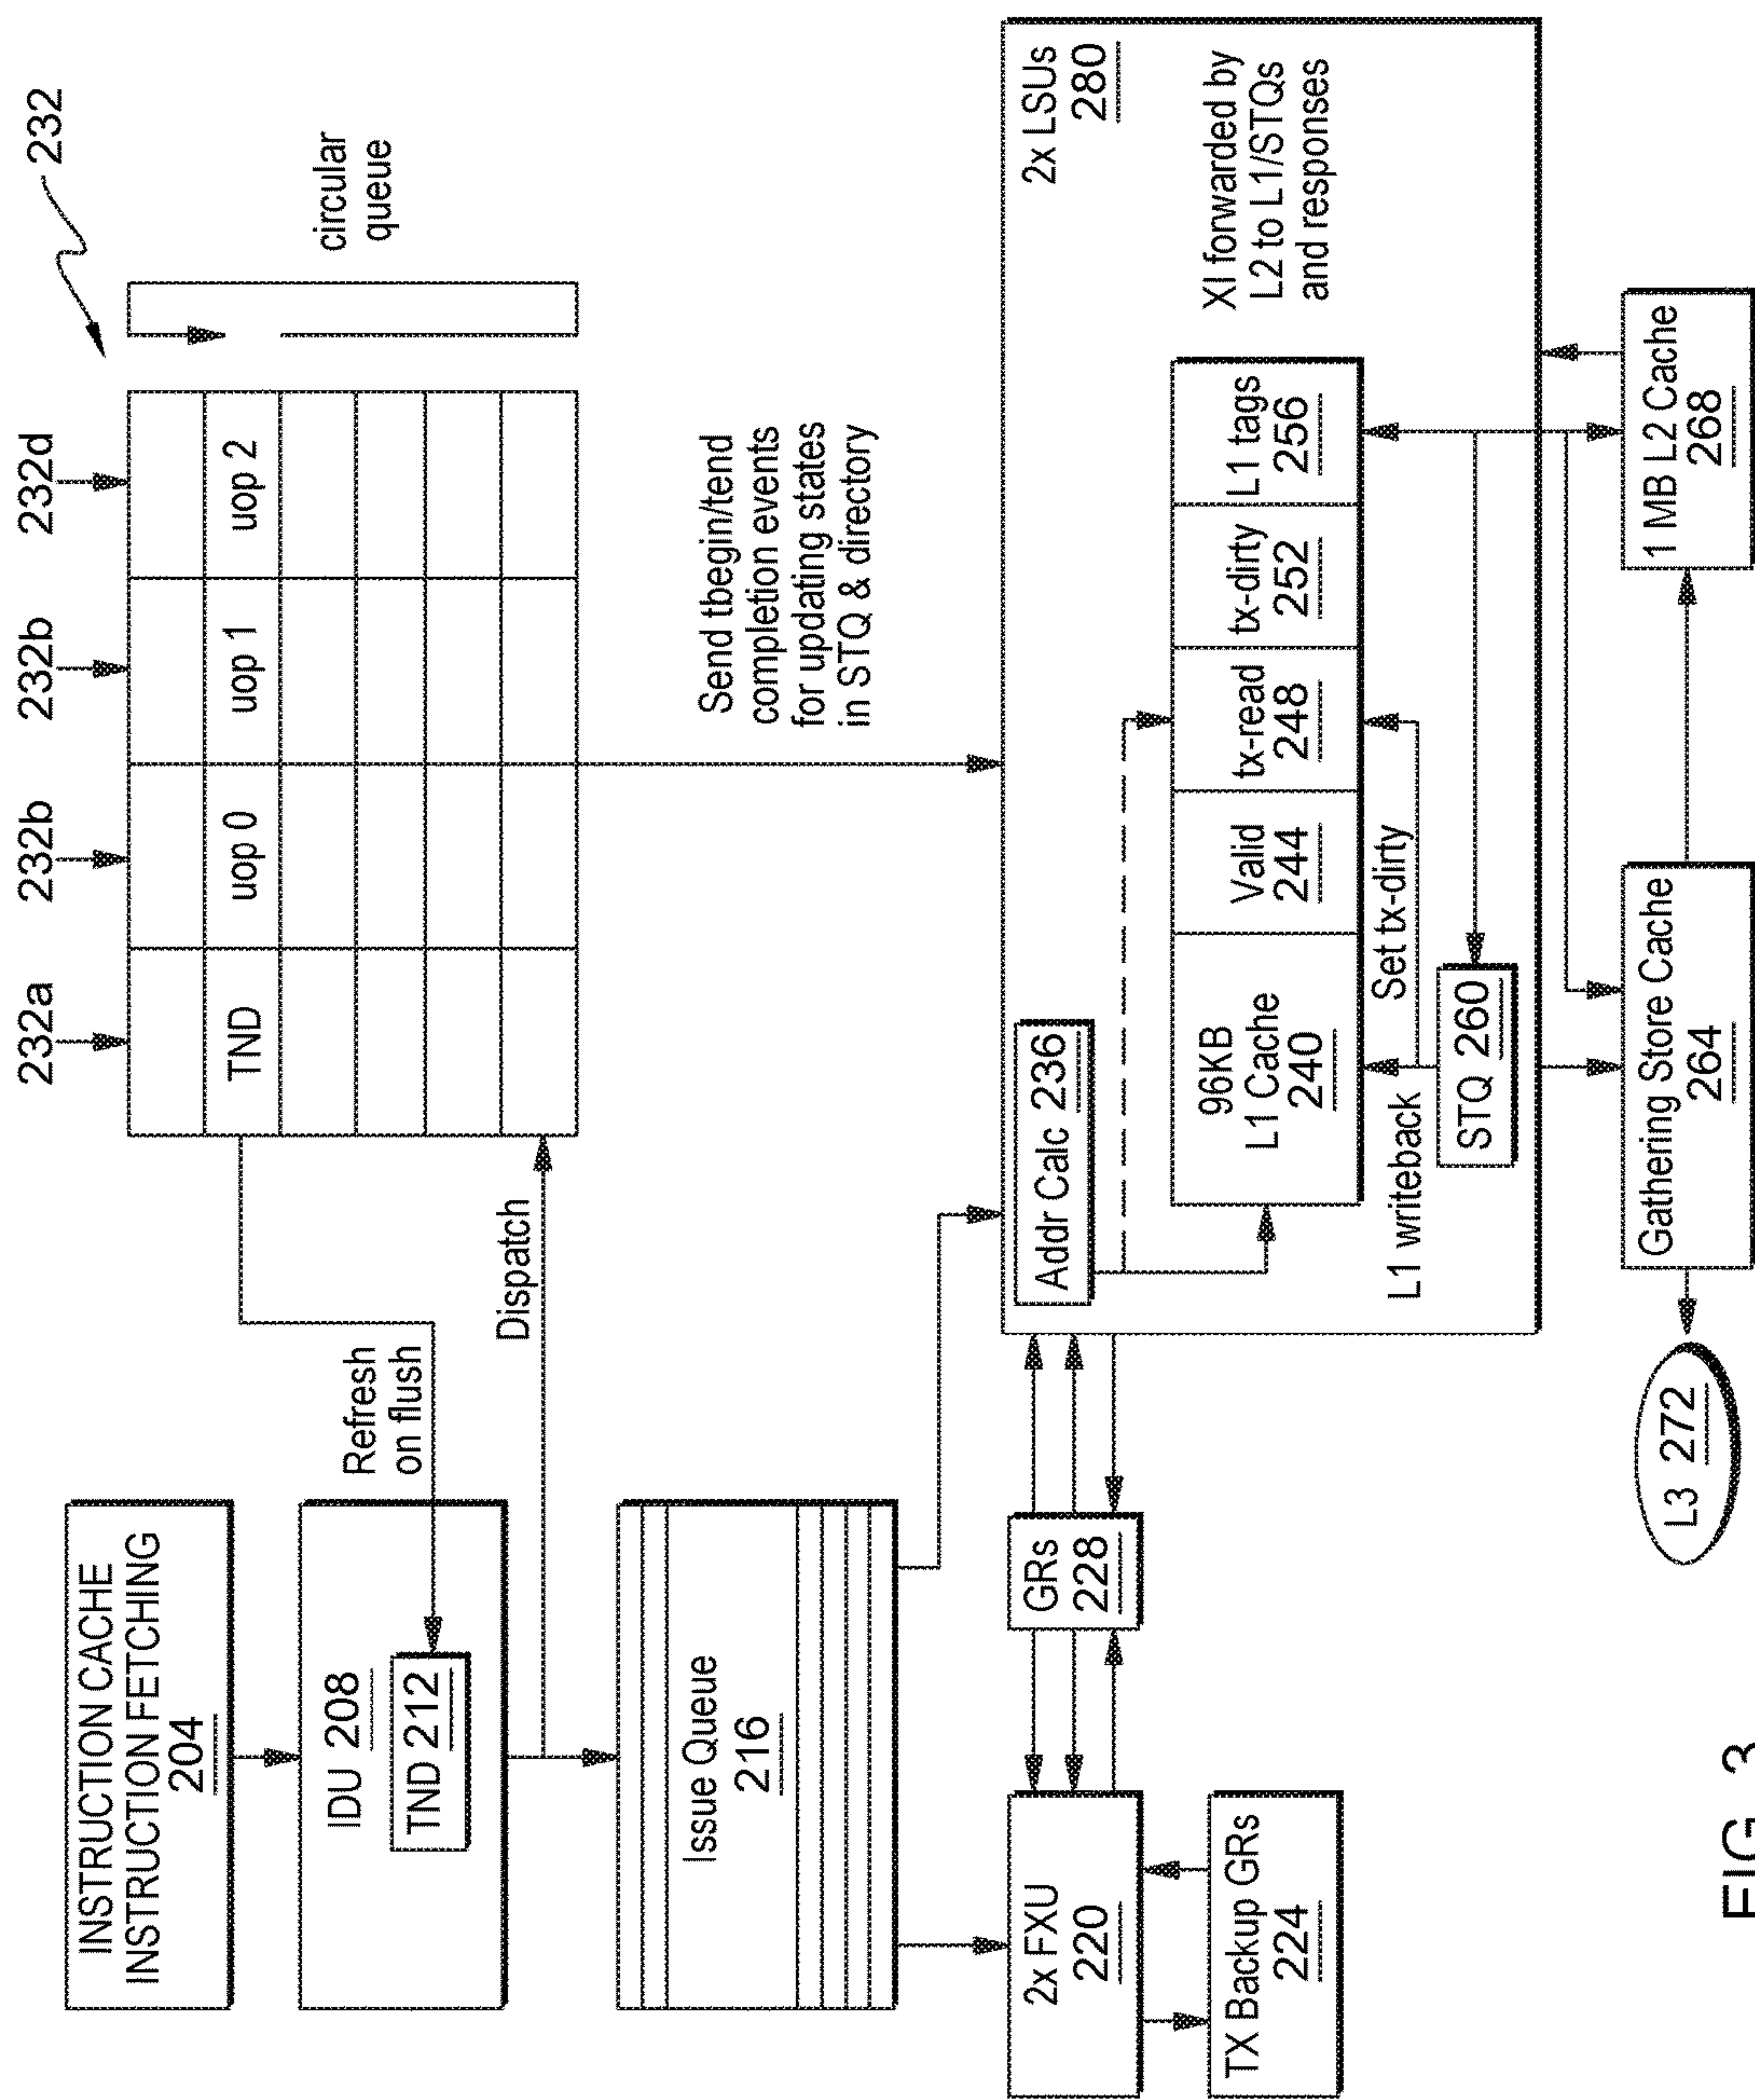 232
232a
232b
232b
232d
TND
uop 0
uop 1
uop 2
circular
queue
INSTRUCTION CACHE
INSTRUCTION FETCHING
204
IDU 208
TND 212
Refresh
on flush
Dispatch
Issue Queue
216
Send tbegin/tend
completion events
for updating states
in STQ & directory
2x FXU
220
TX Backup GRs
224
GRs
228
2x LSUs
280
Addr Calc 236
96KB
L1 Cache
240
Valid
244
tx-read
248
tx-dirty
252
L1 tags
256
XI forwarded by
L2 to L1/STQs
and responses
L1 writeback
Set tx-dirty
STQ 260
L3 272
Gathering Store Cache
264
1 MB L2 Cache
268
FIG. 3